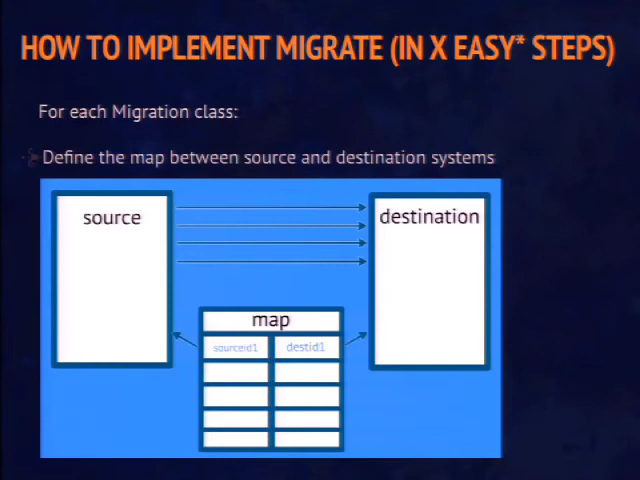 HOW TO IMPLEMENT MIGRATE (IN X EASY* STEPS)
For each Migration class:
Define the map between source and destination systems
source
destination
map
sourceid1 destid1